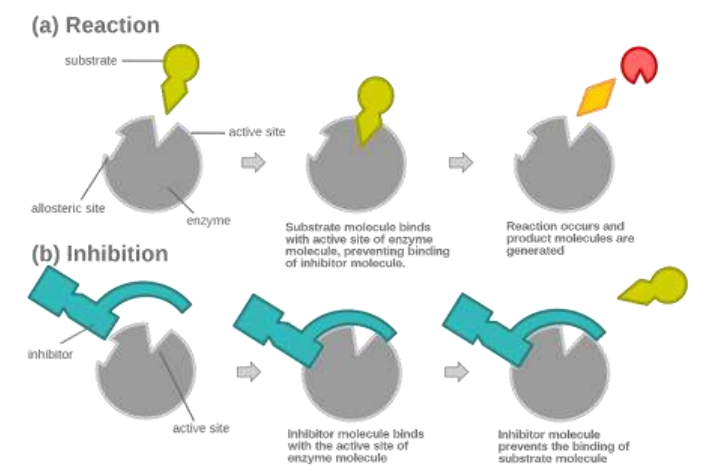 (a) Reaction
substrate
active site
allosteric site
enzyme
Substrate molecule binds
with active site of enzyme
molecule, preventing binding
of inhibitor molecule.
Reaction occurs and
product molecules are
generated
(b) Inhibition
inhibitor
active site
Inhibitor molecule binds
with the active site of
enzyme molecule
Inhibitor molecule
prevents the binding of
substrate molecule